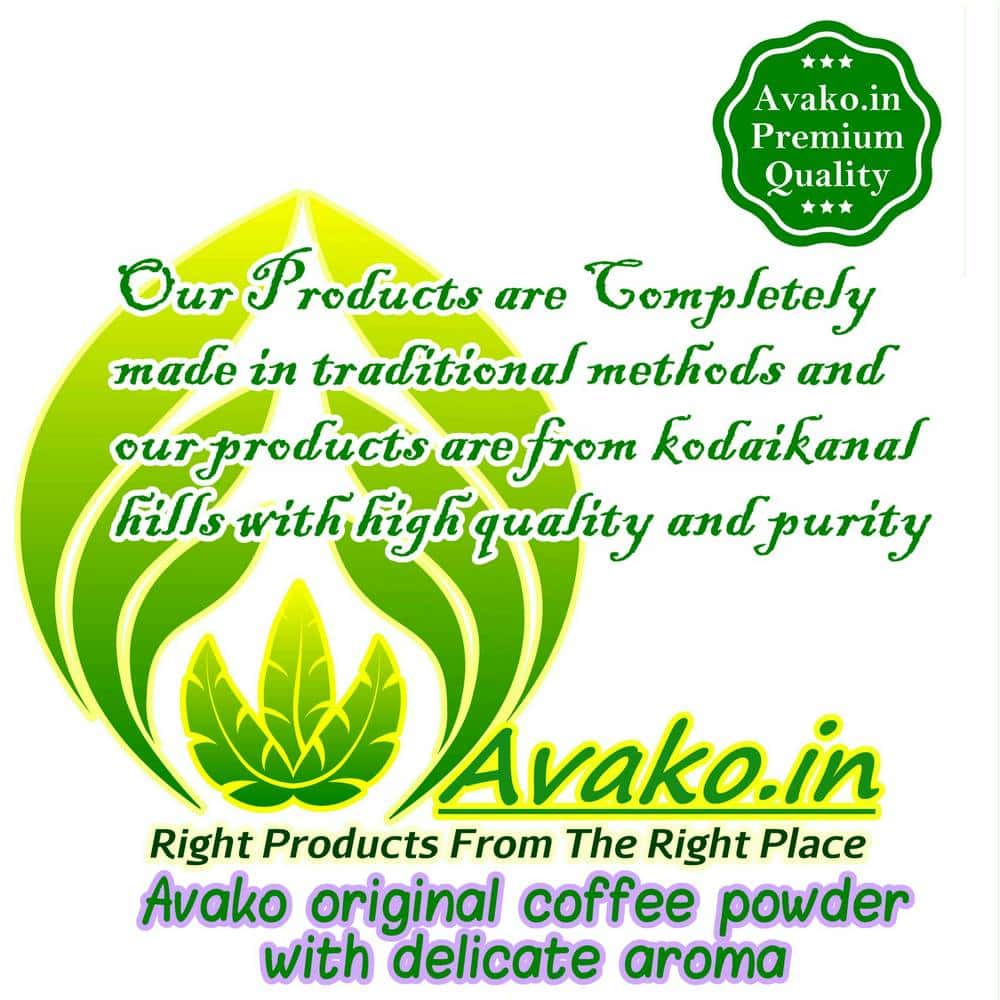 Avako.in
Premium
Quality
Our Products are Completely
made in traditional methods and
our products are from kodaikanal
hills with high quality and purity
Avako.in
Right Products From The Right Place
Avako original coffee powder
with delicate aroma